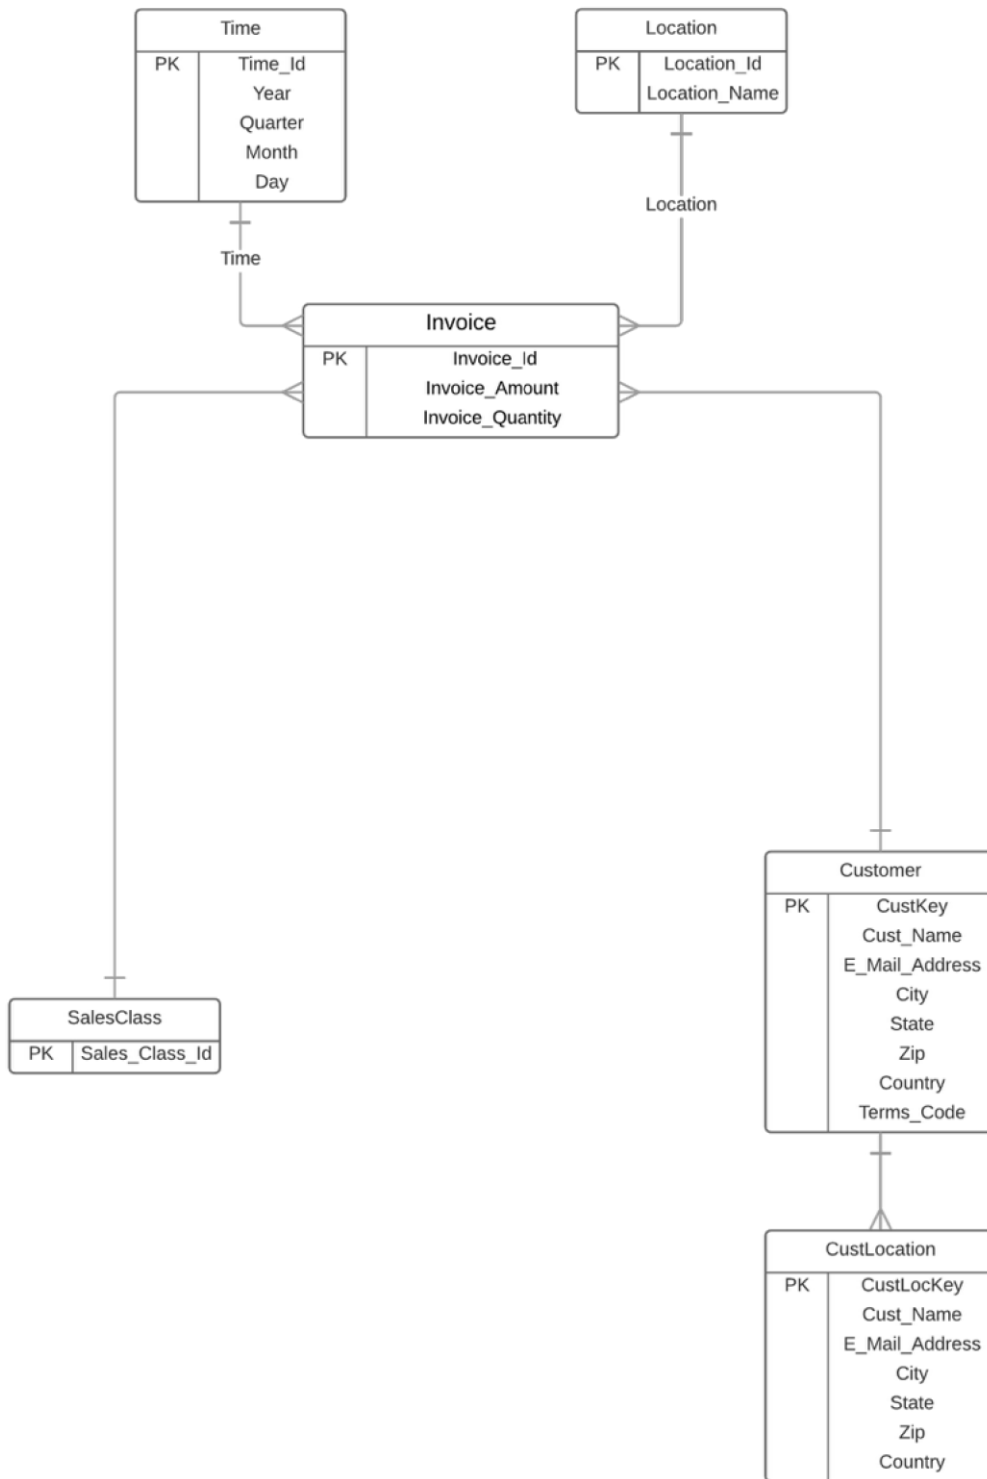 Time
PK Time_Id
Year
Quarter
Month
Day
Location
PK Location_Id
Location_Name
Time
Location
Invoice
PK Invoice_Id
Invoice_Amount
Invoice_Quantity
SalesClass
PK Sales_Class_Id
Customer
PK CustKey
Cust_Name
E_Mail_Address
City
State
Zip
Country
Terms_Code
CustLocation
PK CustLocKey
Cust_Name
E_Mail_Address
City
State
Zip
Country